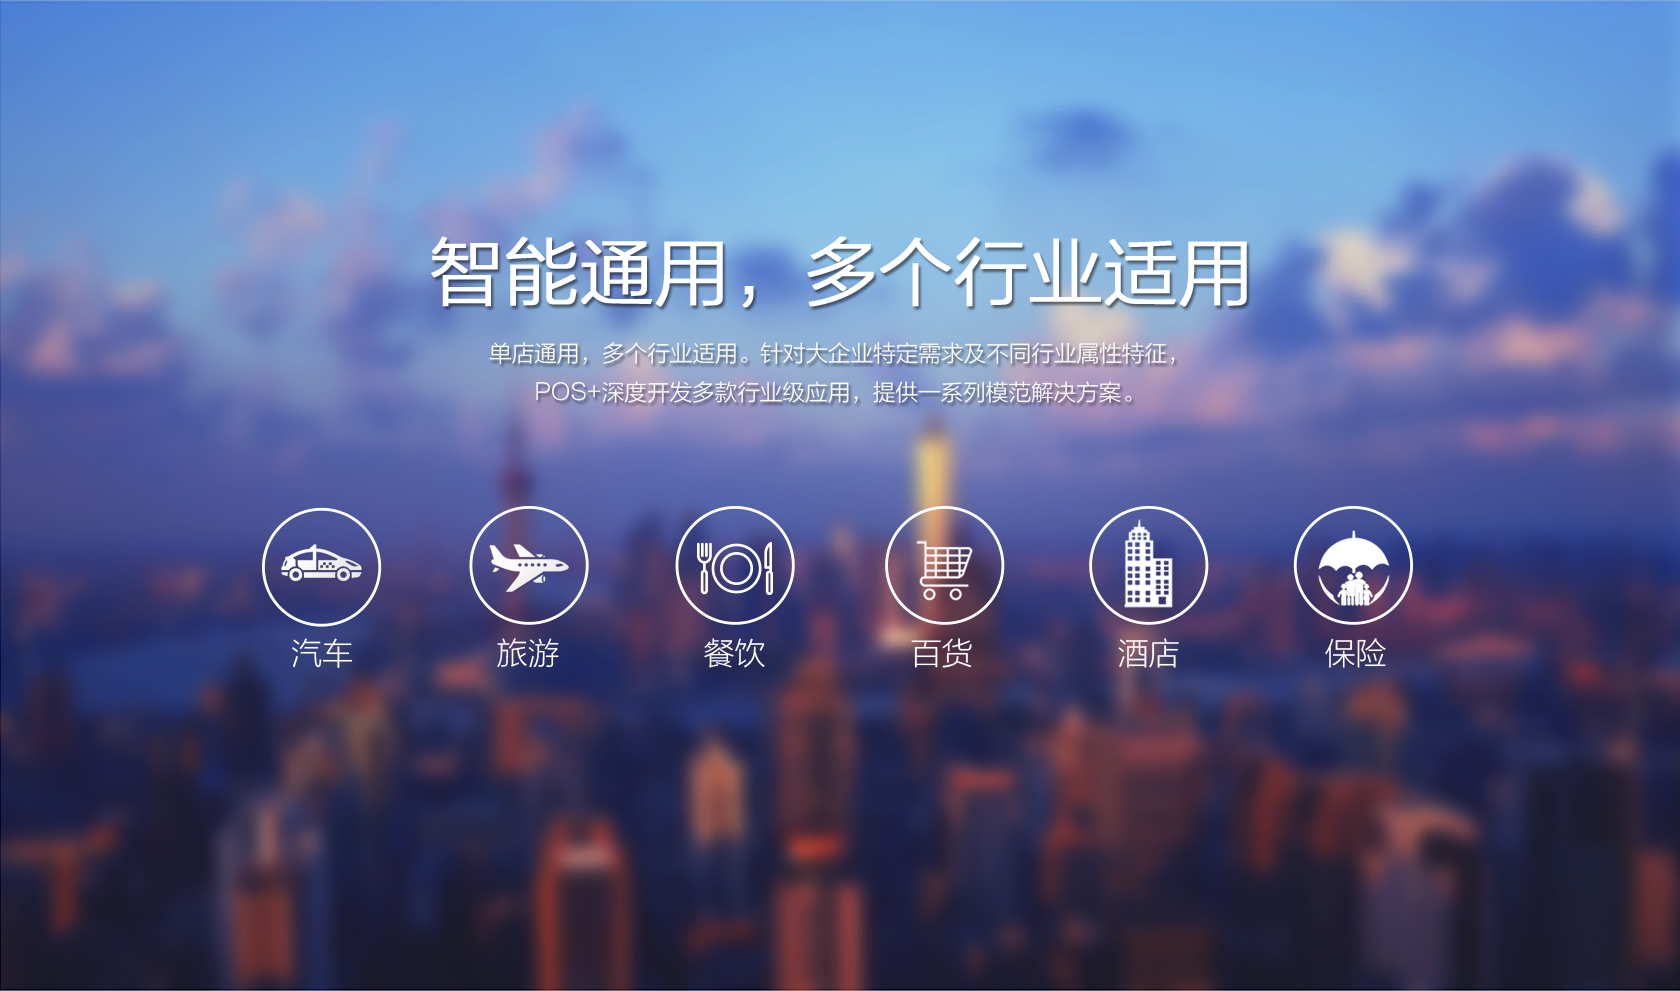 智能通用，多个行业适用
单店通用，多个行业适用。针对大企业特定需求及不同行业属性特征，
POS+深度开发多款行业级应用，提供一系列模范解决方案。
汽车 旅游 餐饮 百货 酒店 保险